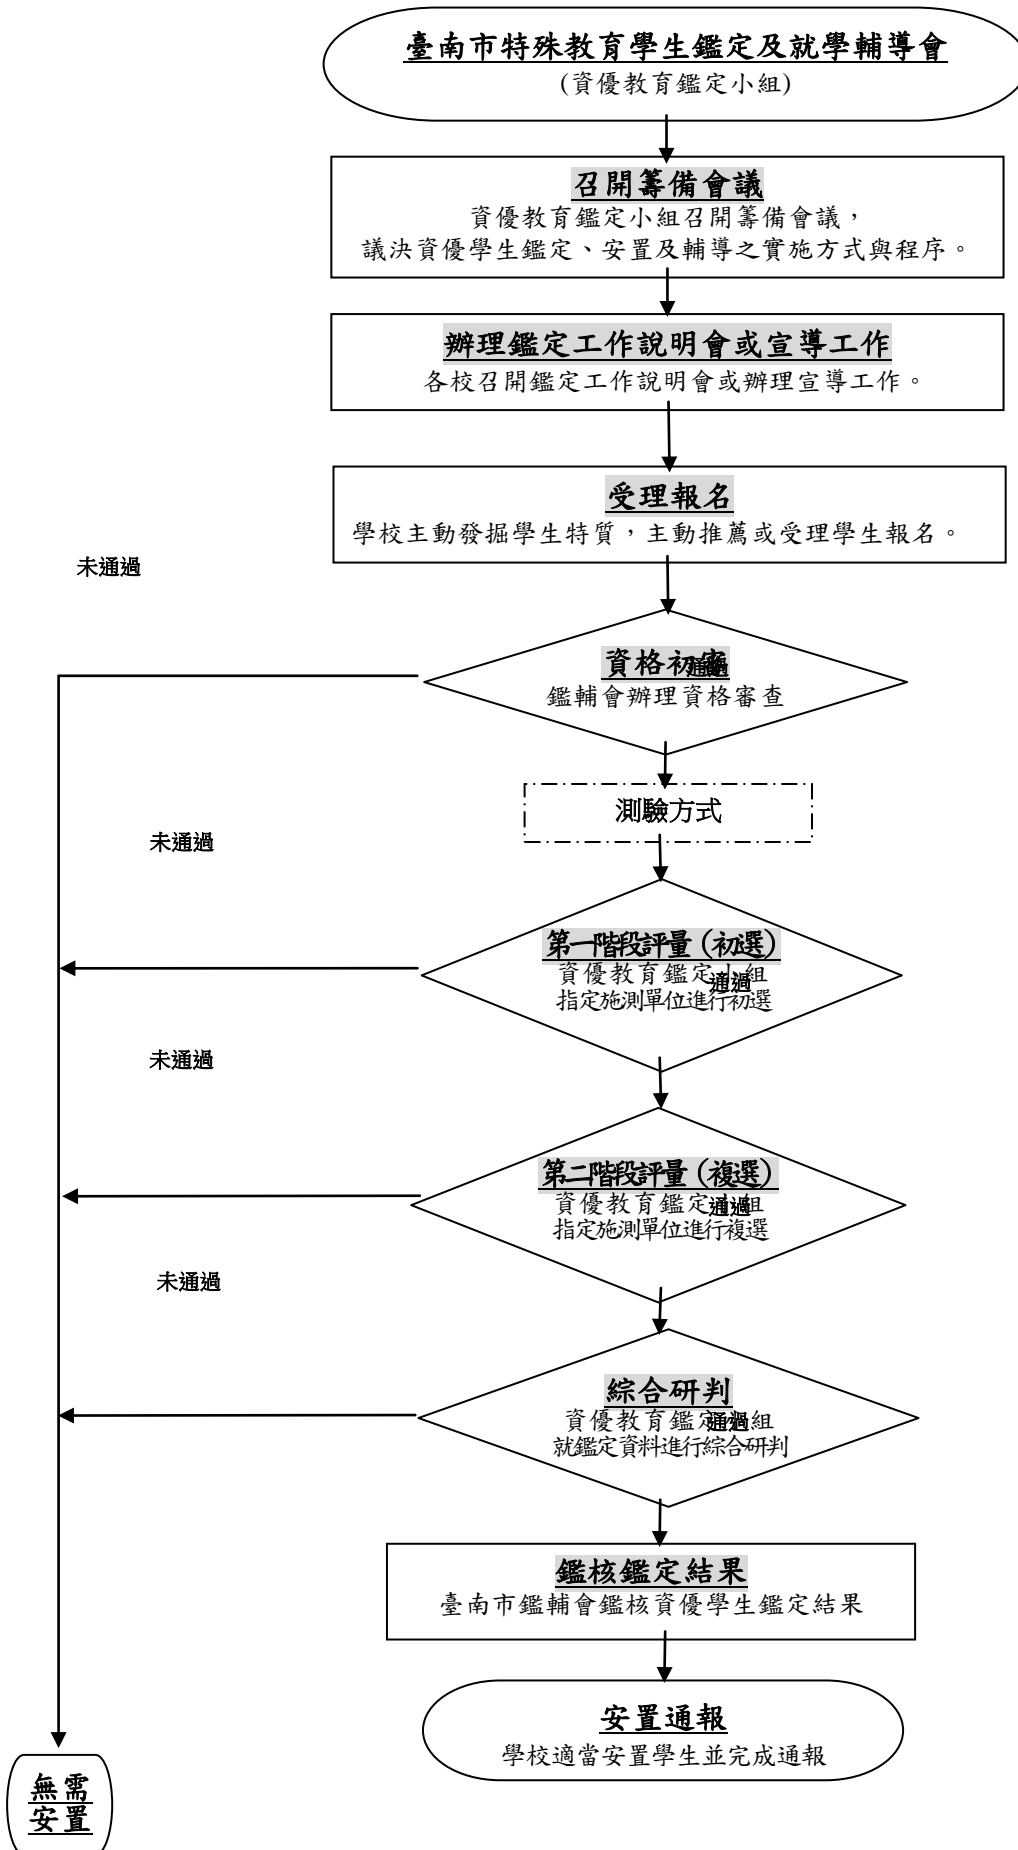 臺南市特殊教育學生鑑定及就學輔導會
(資優教育鑑定小組)
召開籌備會議
資優教育鑑定小組召開籌備會議，
議決資優學生鑑定、安置及輔導之實施方式與程序。
辦理鑑定工作說明會或宣導工作
各校召開鑑定工作說明會或辦理宣導工作。
受理報名
學校主動發掘學生特質，主動推薦或受理學生報名。
未通過
資格初審
通過
鑑輔會辦理資格審查
測驗方式
未通過
第一階段評量（初選）
資優教育鑑定小組
通過
指定施測單位進行初選
未通過
第二階段評量（複選）
資優教育鑑定小組
通過
指定施測單位進行複選
未通過
綜合研判
資優教育鑑定小組
通過
就鑑定資料進行綜合研判
鑑核鑑定結果
臺南市鑑輔會鑑核資優學生鑑定結果
安置通報
學校適當安置學生並完成通報
無需
安置